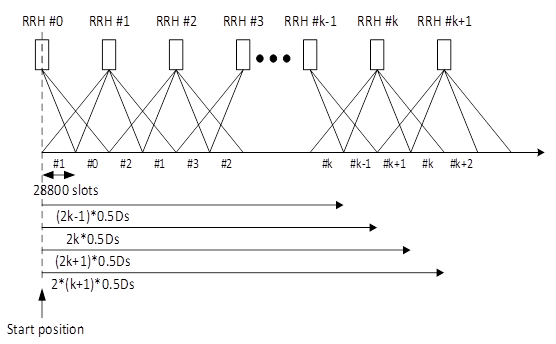 RRH #0 RRH #1 RRH #2 RRH #3 RRH #k-1 RRH #k RRH #k+1
#1 #0 #2 #1 #3 #2 #k #k-1 #k+1 #k #k+2
28800 slots
(2k-1)*0.5Ds
2k*0.5Ds
(2k+1)*0.5Ds
2*(k+1)*0.5Ds
Start position